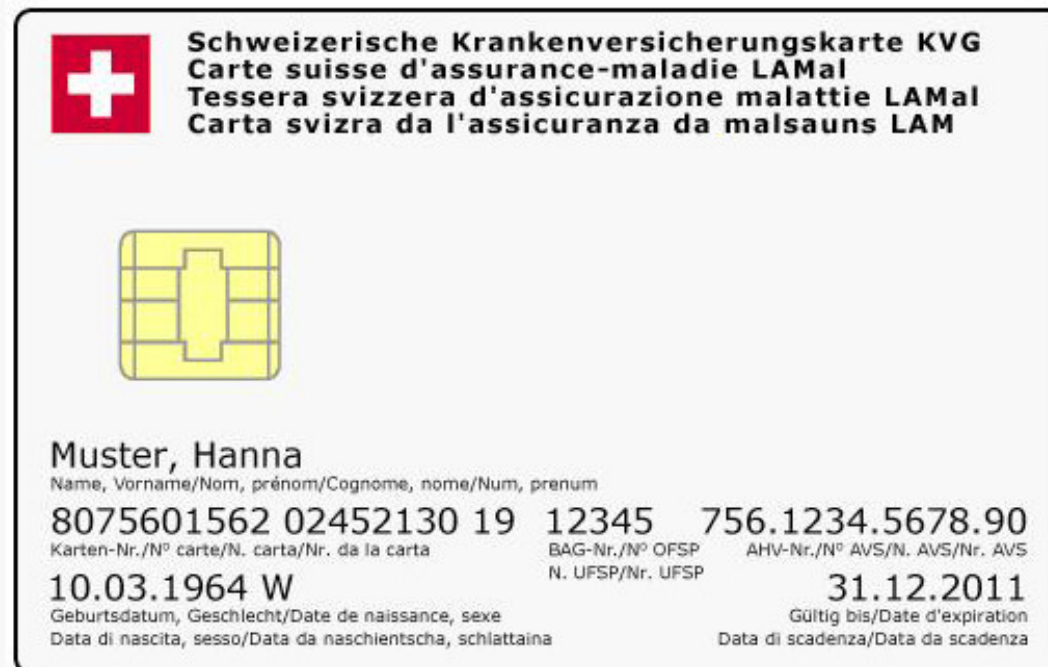 Schweizerische Krankenversicherungskarte KVG
Carte suisse d'assurance-maladie LAMal
Tessera svizzera d'assicurazione malattie LAMal
Carta svizra da l'assicuranza da malsauns LAM
Muster, Hanna
Name, Vorname/Nom, prénom/Cognome, nome/Num, prenum
8075601562 02452130 19 12345 756.1234.5678.90
Karten-Nr./Nº carte/N. carta/Nr. da la carta BAG-Nr./Nº OFSP AHV-Nr./Nº AVS/N. AVS/Nr. AVS
N. UFSP/Nr. UFSP
10.03.1964 W 31.12.2011
Geburtsdatum, Geschlecht/Date de naissance, sexe Gültig bis/Date d'expiration
Data di nascita, sesso/Data da naschientscha, schlattaina Data di scadenza/Data da scadenza